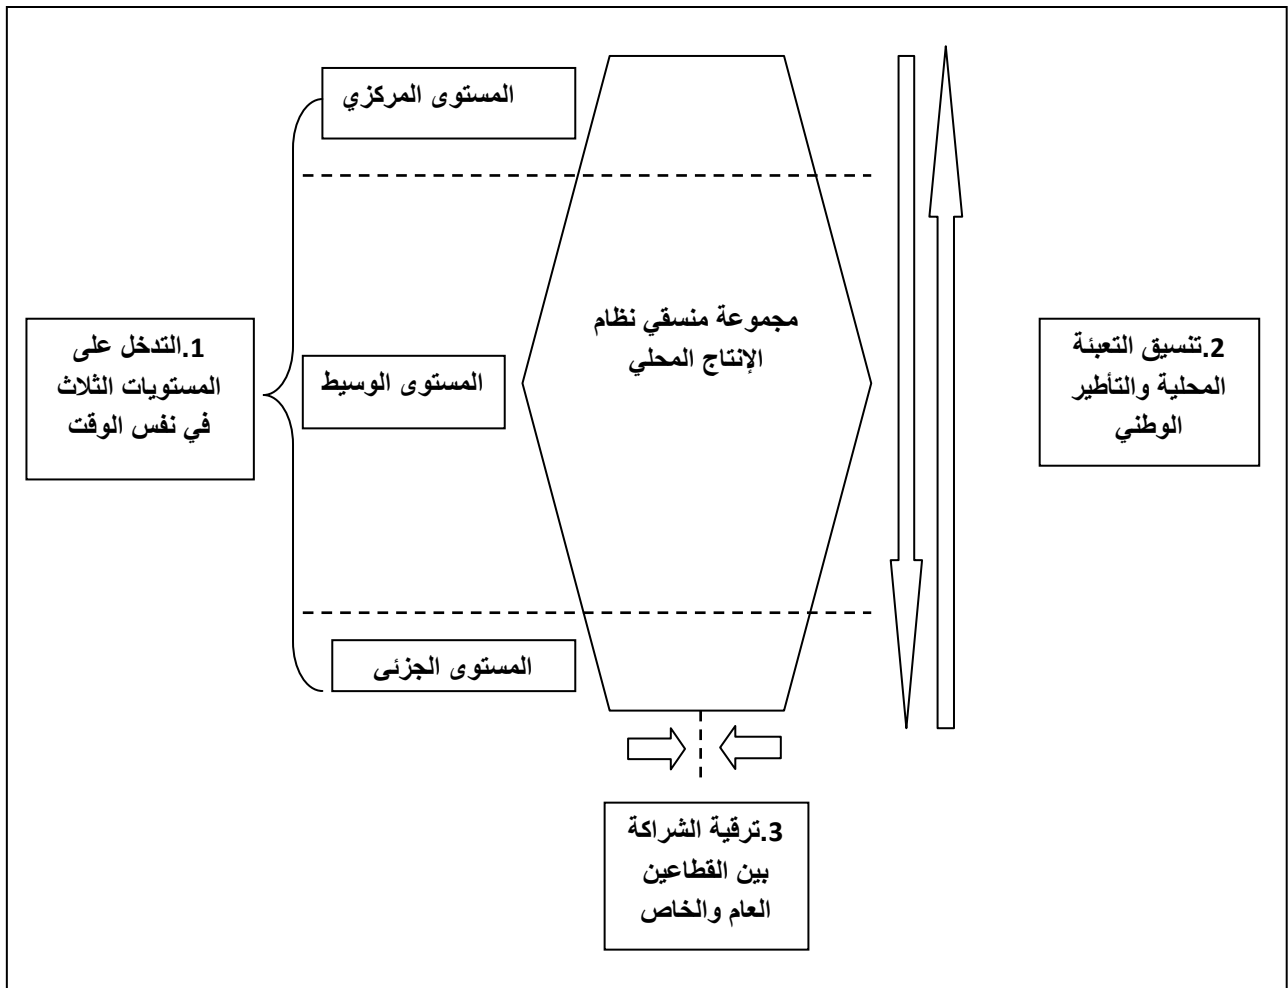 المستوى المركزي
مجموعة منسقي نظام
الإنتاج المحلي
1.التدخل على
المستويات الثلاث
في نفس الوقت
المستوى الوسيط
2.تنسيق التعبئة
المحلية والتأطير
الوطني
المستوى الجزئي
3.ترقية الشراكة
بين القطاعين
العام والخاص